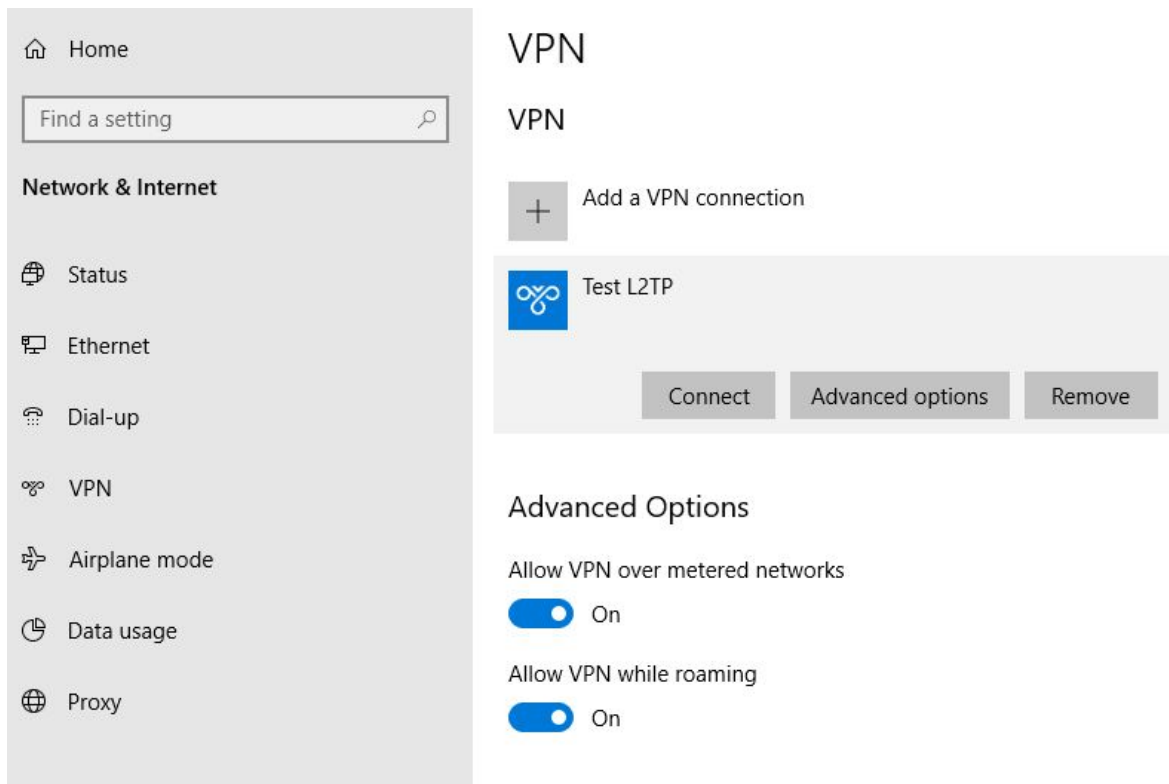 Home
Find a setting
Network & Internet
Status
Ethernet
Dial-up
VPN
Airplane mode
Data usage
Proxy
VPN
VPN
Add a VPN connection
Test L2TP
Connect Advanced options Remove
Advanced Options
Allow VPN over metered networks
On
Allow VPN while roaming
On